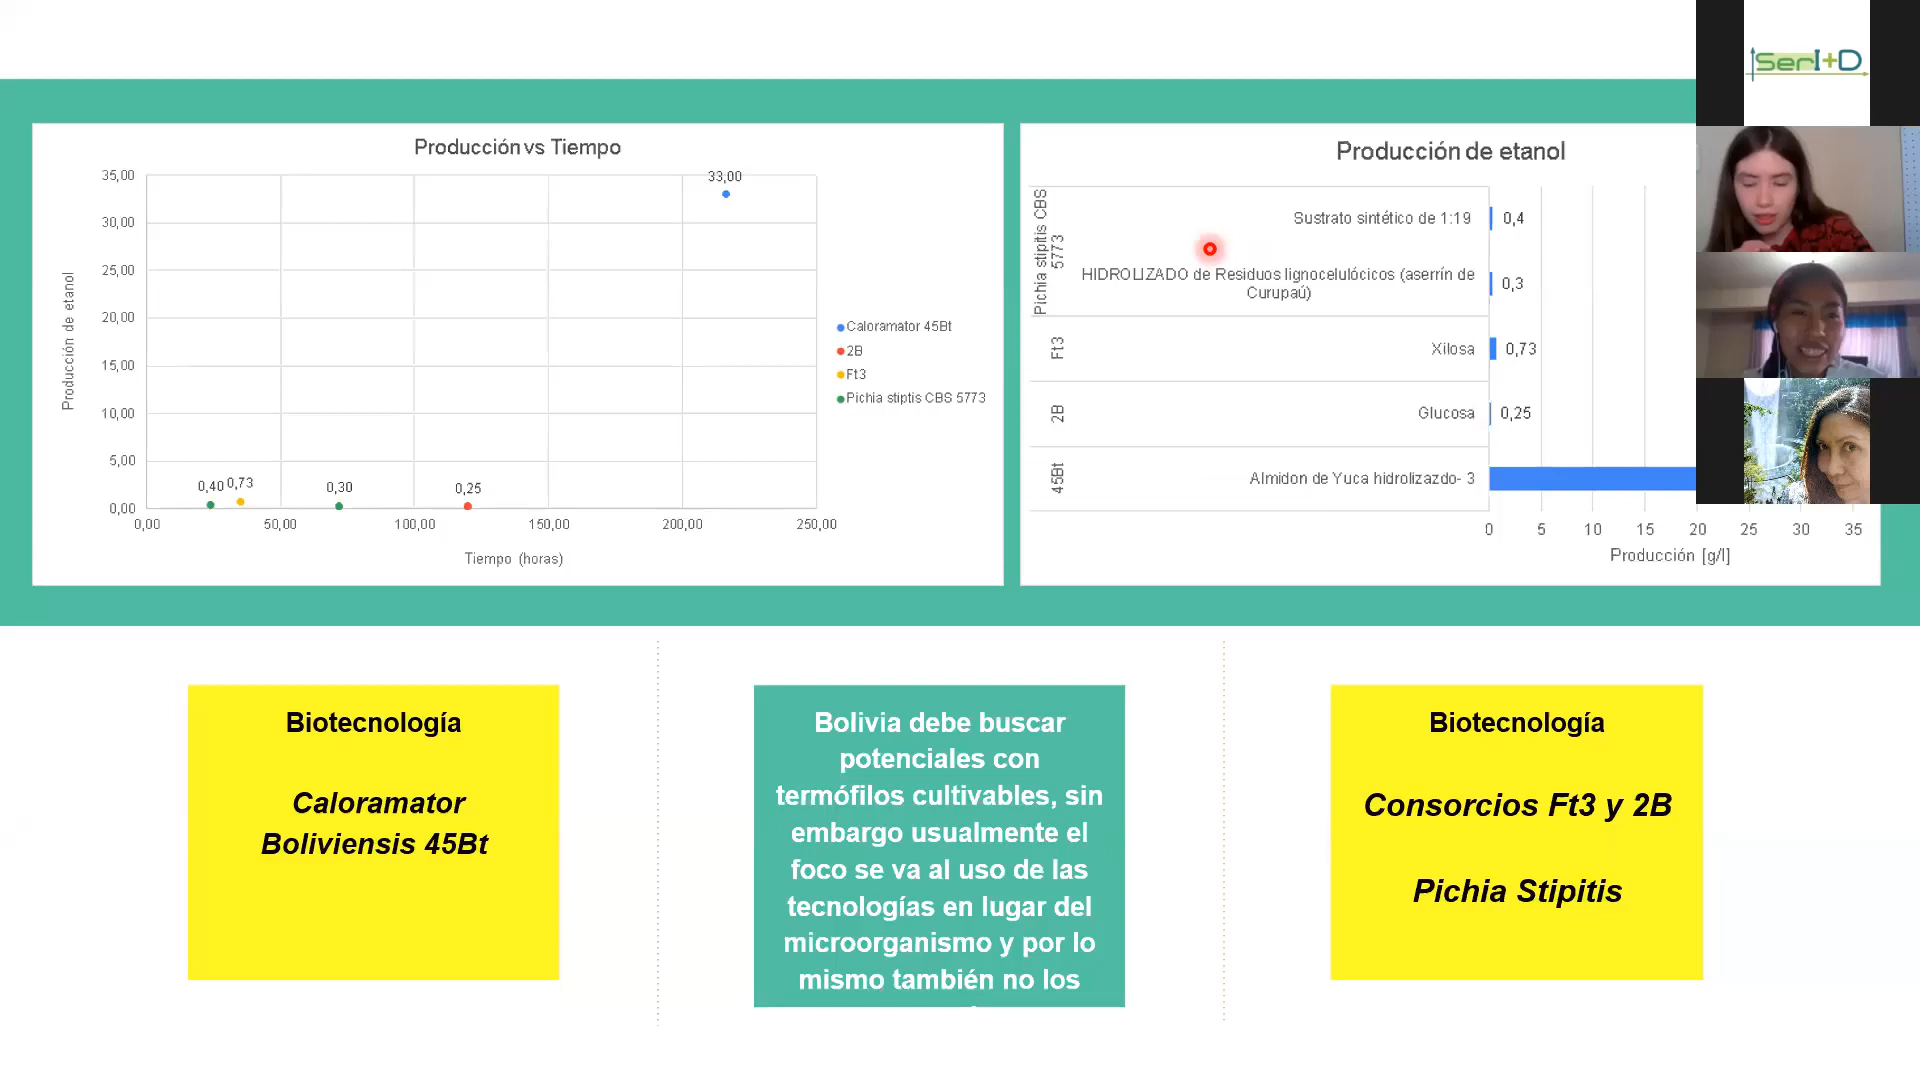 SerI+D
Producción vs Tiempo
35,00
30,00
25,00
20,00
15,00
10,00
5,00
0,00
Producción de etanol
33,00
0,40
0,73
0,30
0,25
0,00
50,00
100,00
150,00
200,00
250,00
Tiempo (horas)
Caloramator 45Bt
2B
Ft3
Pichia stiptis CBS 5773
Producción de etanol
Pichia stipitis CBS
5773
Sustrato sintético de 1:19
0,4
HIDROLIZADO de Residuos lignocelulócicos (aserrín de
Curupaú)
0,3
Ft3
Xilosa
0,73
2B
Glucosa
0,25
45Bt
Almidon de Yuca hidrolizazdo- 3
0
5
10
15
20
25
30
35
Producción [g/l]
Biotecnología
Caloramator
Boliviensis 45Bt
Bolivia debe buscar
potenciales con
termófilos cultivables, sin
embargo usualmente el
foco se va al uso de las
tecnologías en lugar del
microorganismo y por lo
mismo también no los
Biotecnología
Consorcios Ft3 y 2B
Pichia Stipitis